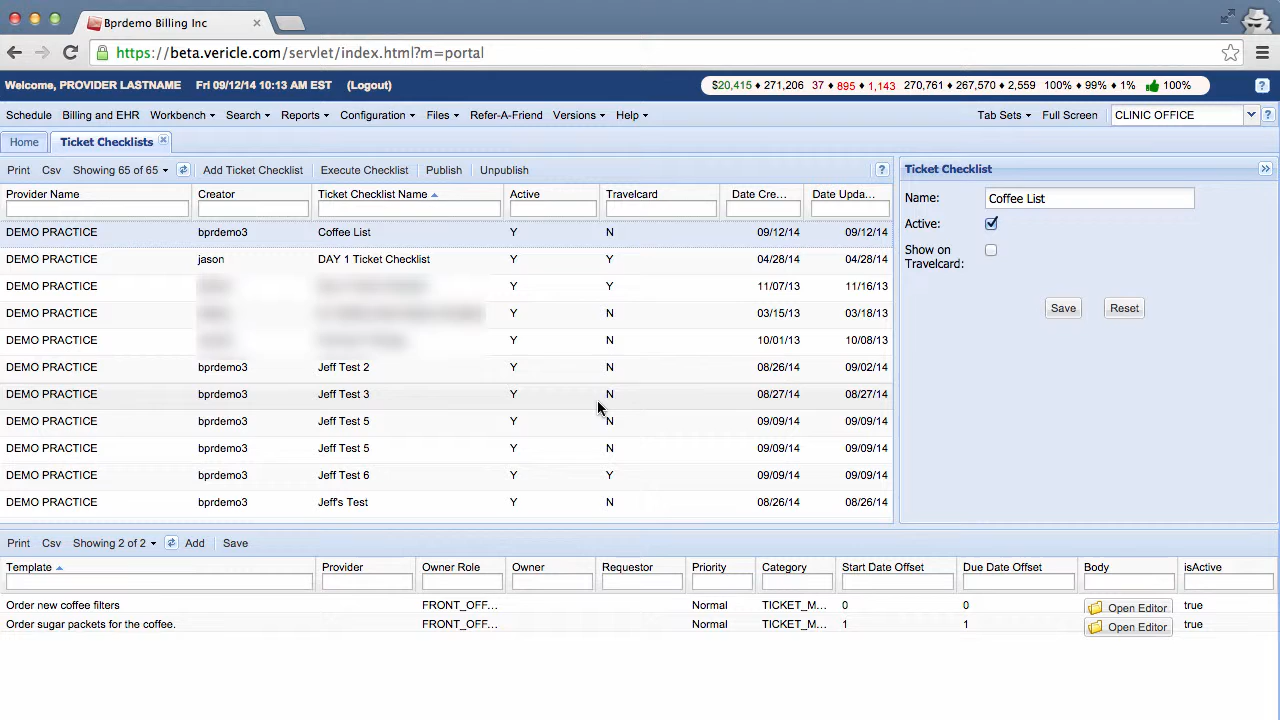 Bprdemo Billing Inc
https://beta.vericle.com/servlet/index.html?m=portal
Welcome, PROVIDER LASTNAME Fri 09/12/14 10:13 AM EST (Logout) $20,415 ♦ 271,206 37 ♦ 895 ♦ 1,143 270,761 ♦ 267,570 ♦ 2,559 100% ♦ 99% ♦ 1% 100% ?
Schedule Billing and EHR Workbench Search Reports Configuration Files Refer-A-Friend Versions Help Tab Sets Full Screen CLINIC OFFICE ?
Home Ticket Checklists
Print Csv Showing 65 of 65 Add Ticket Checklist Execute Checklist Publish Unpublish ?
Provider Name Creator Ticket Checklist Name Active Travelcard Date Cre... Date Upda...
DEMO PRACTICE bprdemo3 Coffee List Y N 09/12/14 09/12/14
DEMO PRACTICE jason DAY 1 Ticket Checklist Y Y 04/28/14 04/28/14
DEMO PRACTICE Y Y 11/07/13 11/16/13
DEMO PRACTICE Y N 03/15/13 03/18/13
DEMO PRACTICE Y N 10/01/13 10/08/13
DEMO PRACTICE bprdemo3 Jeff Test 2 Y N 08/26/14 09/02/14
DEMO PRACTICE bprdemo3 Jeff Test 3 Y N 08/27/14 08/27/14
DEMO PRACTICE bprdemo3 Jeff Test 5 Y N 09/09/14 09/09/14
DEMO PRACTICE bprdemo3 Jeff Test 5 Y N 09/09/14 09/09/14
DEMO PRACTICE bprdemo3 Jeff Test 6 Y Y 09/09/14 09/09/14
DEMO PRACTICE bprdemo3 Jeff's Test Y N 08/26/14 08/26/14
Ticket Checklist
Name: Coffee List
Active:
Show on
Travelcard:
Save Reset
Print Csv Showing 2 of 2 Add Save
Template Provider Owner Role Owner Requestor Priority Category Start Date Offset Due Date Offset Body isActive
Order new coffee filters FRONT_OFF... Normal TICKET_M... 0 0 Open Editor true
Order sugar packets for the coffee. FRONT_OFF... Normal TICKET_M... 1 1 Open Editor true